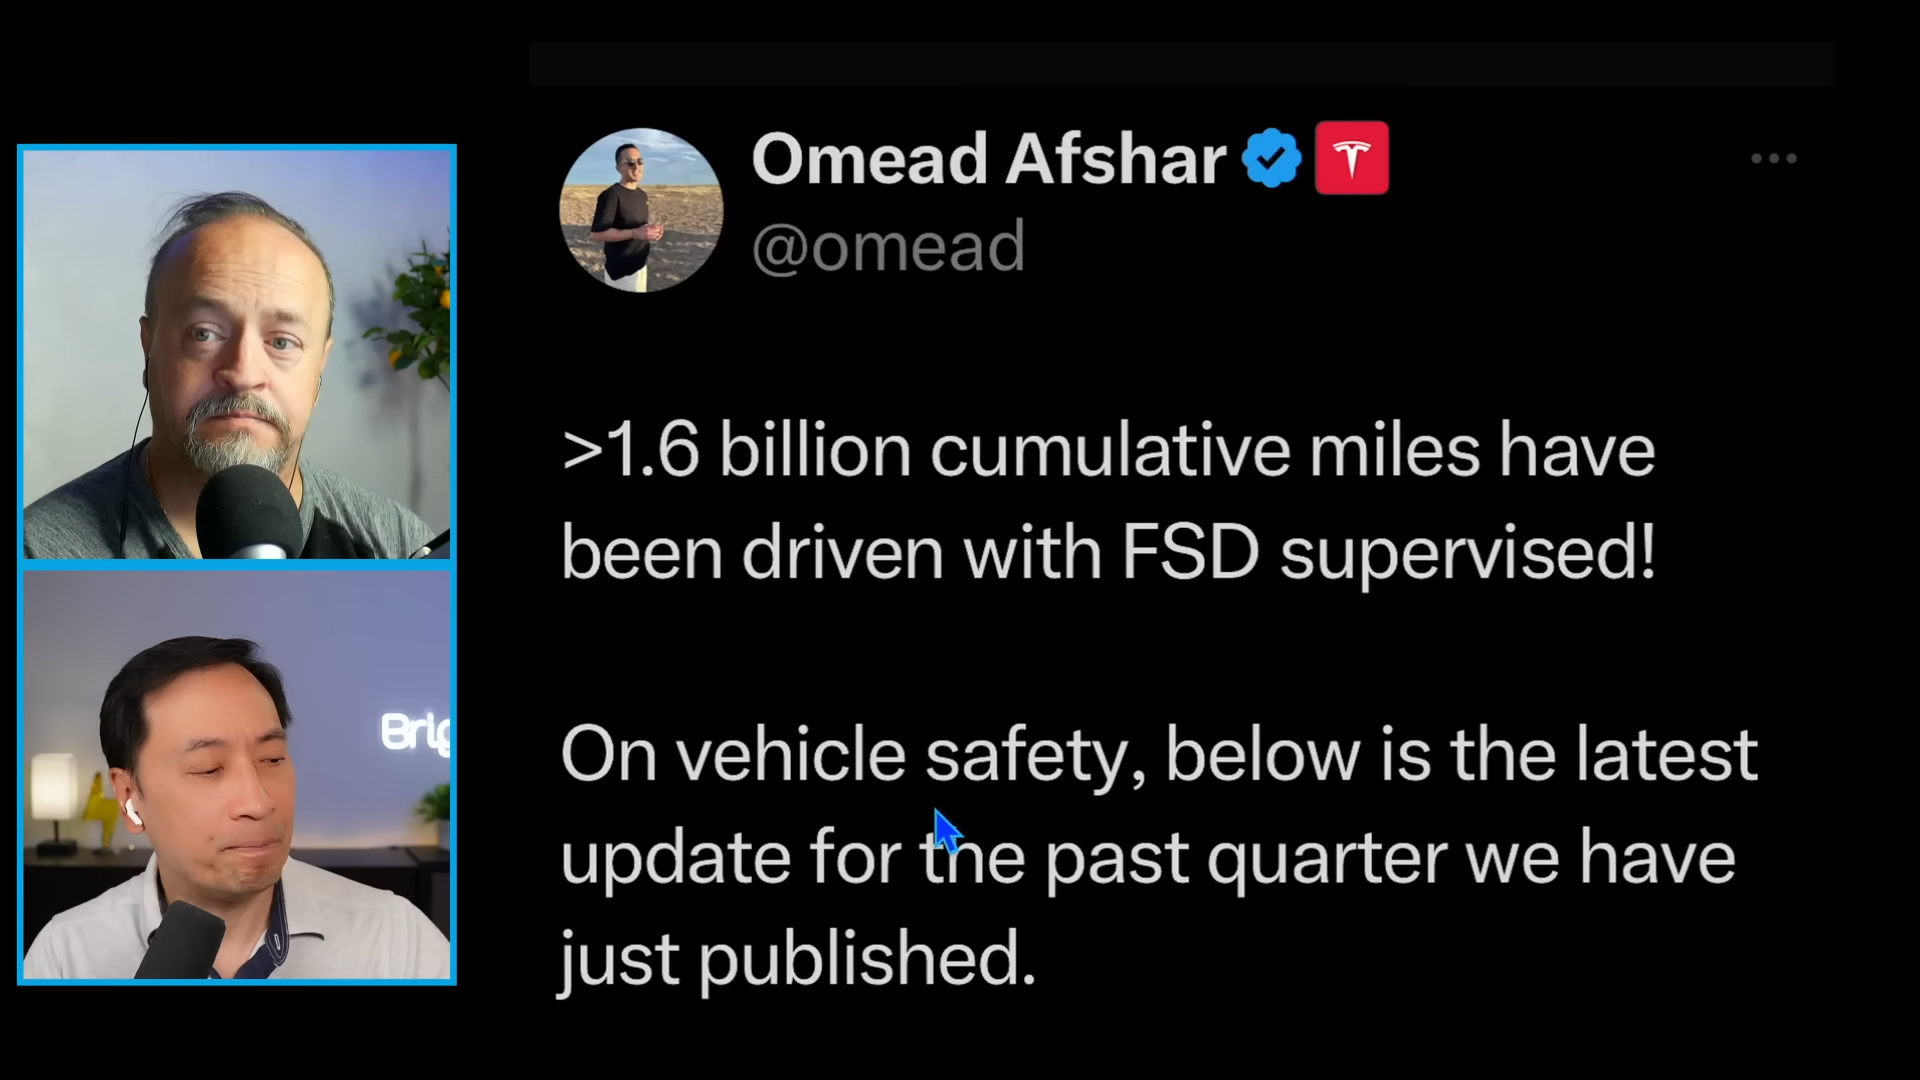 Omead Afshar
@omead
>1.6 billion cumulative miles have
been driven with FSD supervised!
On vehicle safety, below is the latest
update for the past quarter we have
just published.
Brig